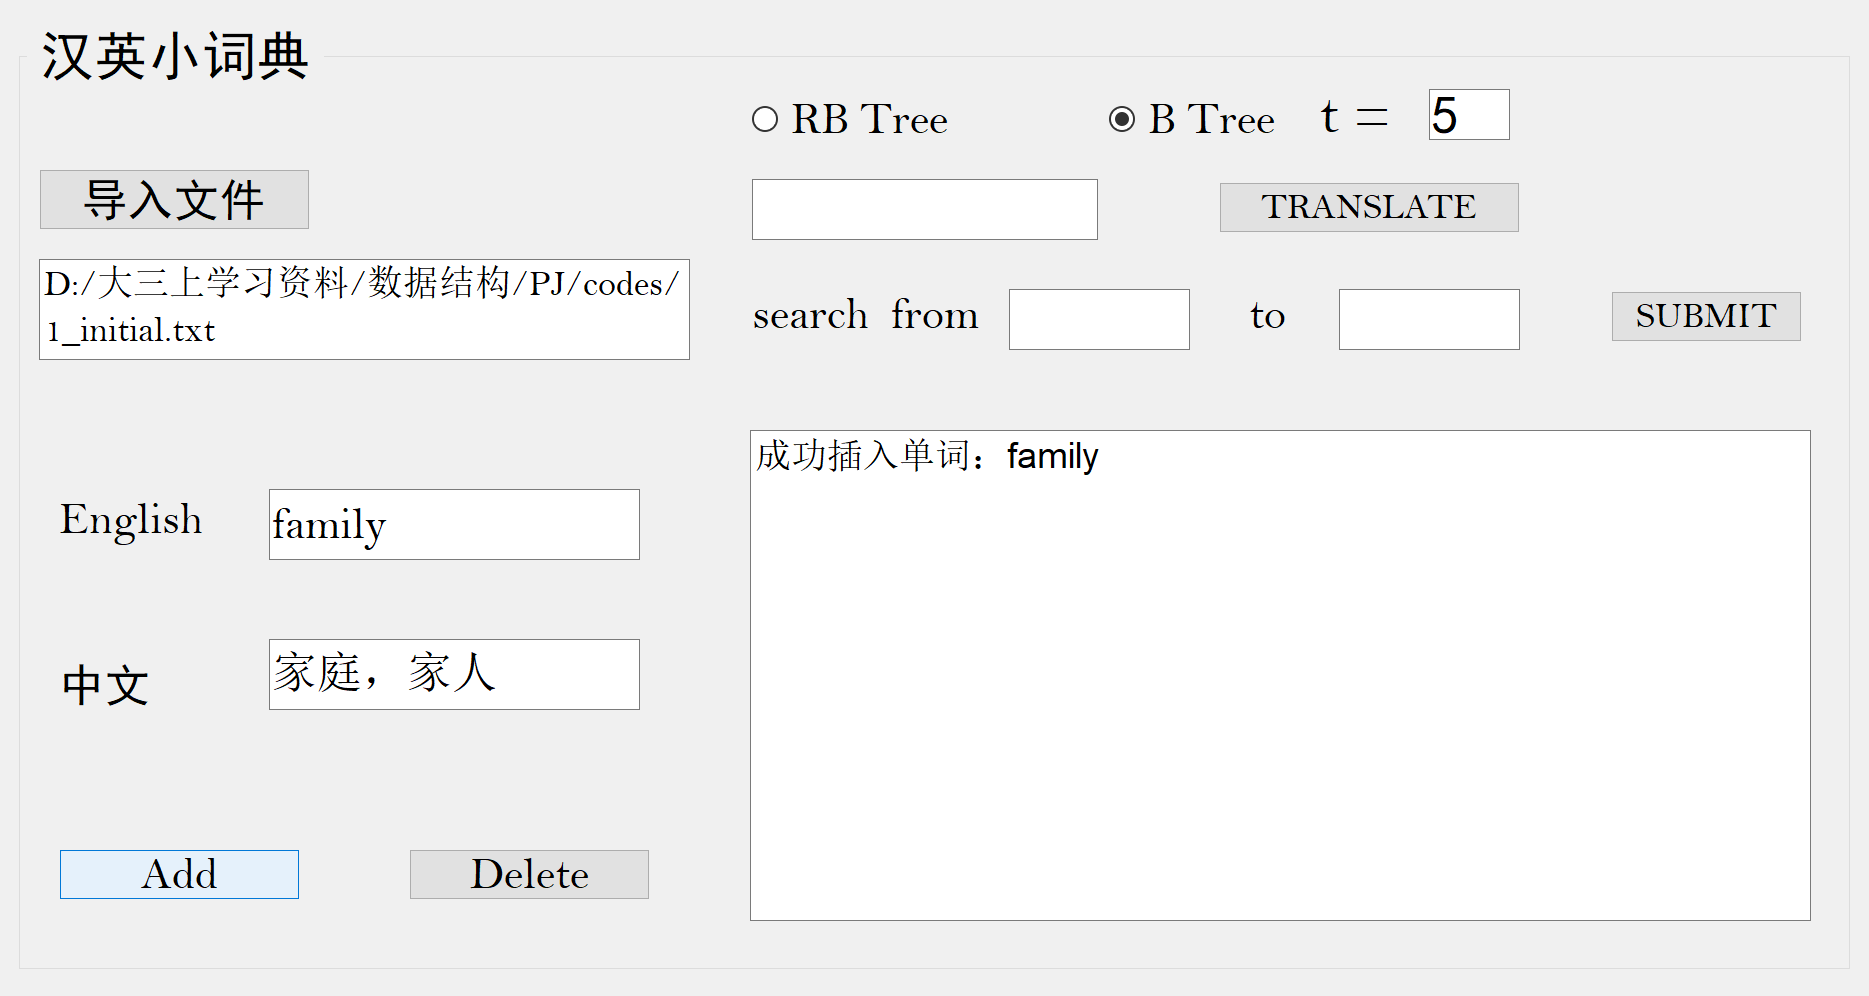 汉英小词典
RB Tree
B Tree
t =
5
导入文件
TRANSLATE
D:/大三上学习资料/数据结构/PJ/codes/
1_initial.txt
search from
to
SUBMIT
成功插入单词：family
English
family
中文
家庭，家人
Add
Delete